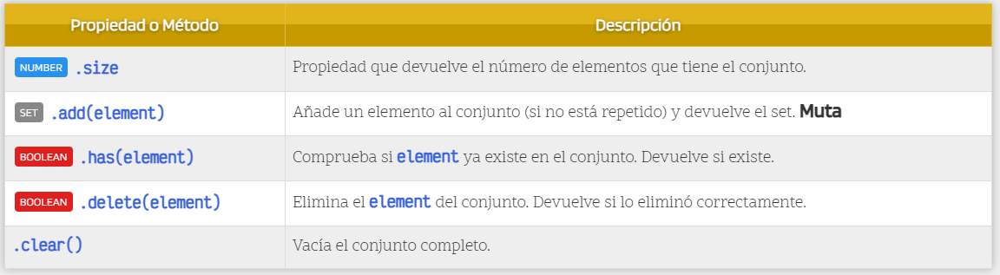 Propiedad o Método Descripción
NUMBER .size Propiedad que devuelve el número de elementos que tiene el conjunto.
SET .add(element) Añade un elemento al conjunto (si no está repetido) y devuelve el set. Muta
BOOLEAN .has(element) Comprueba si element ya existe en el conjunto. Devuelve si existe.
BOOLEAN .delete(element) Elimina el element del conjunto. Devuelve si lo eliminó correctamente.
.clear() Vacía el conjunto completo.